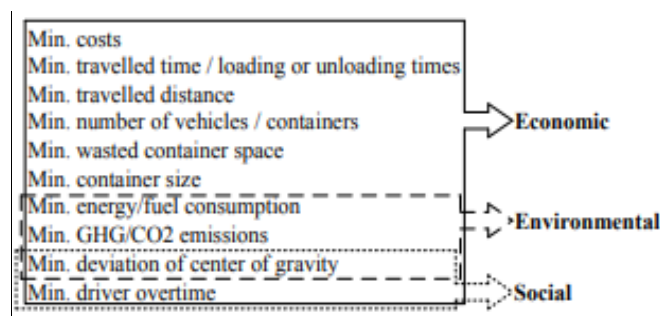 Min. costs
Min. travelled time / loading or unloading times
Min. travelled distance
Min. number of vehicles / containers
Economic
Min. wasted container space
Min. container size
Min. energy/fuel consumption
Environmental
Min. GHG/CO2 emissions
Min. deviation of center of gravity
Min. driver overtime
Social